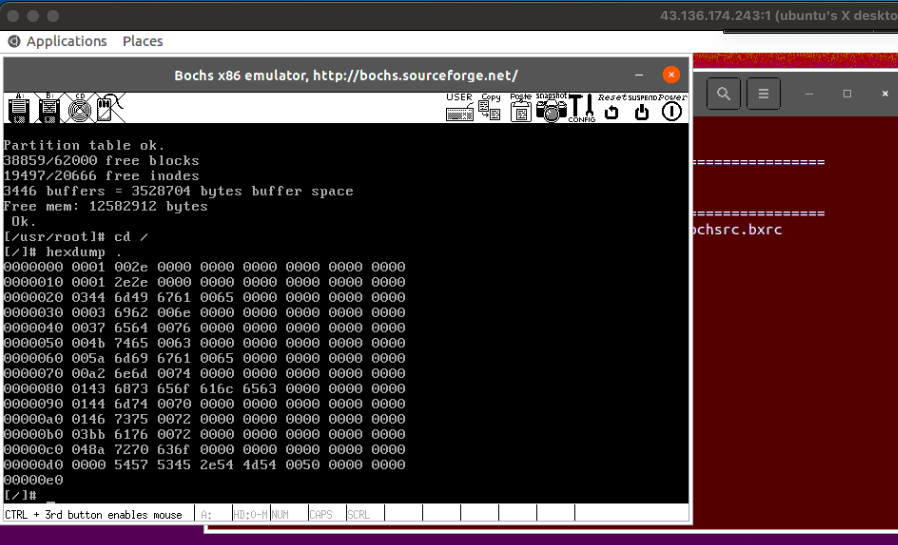 43.136.174.243:1 (ubuntu's X deskto
Applications Places
Bochs x86 emulator, http://bochs.sourceforge.net/
A: B: CD USER Copy Paste snapshot CONFIG Reset SUSPEND Power
Partition table ok.
38859/62000 free blocks
19497/20666 free inodes
3446 buffers = 3528704 bytes buffer space
Free mem: 12582912 bytes
Ok.
[/usr/root]# cd /
[/]# hexdump .
0000000 0001 002e 0000 0000 0000 0000 0000 0000
0000010 0001 2e2e 0000 0000 0000 0000 0000 0000
0000020 0344 6d49 6761 0065 0000 0000 0000 0000
0000030 0003 6962 006e 0000 0000 0000 0000 0000
0000040 0037 6564 0076 0000 0000 0000 0000 0000
0000050 004b 7465 0063 0000 0000 0000 0000 0000
0000060 005a 6d69 6761 0065 0000 0000 0000 0000
0000070 00a2 6e6d 0074 0000 0000 0000 0000 0000
0000080 0143 6873 656f 616c 6563 0000 0000 0000
0000090 0144 6d74 0070 0000 0000 0000 0000 0000
00000a0 0146 7375 0072 0000 0000 0000 0000 0000
00000b0 03bb 6176 0072 0000 0000 0000 0000 0000
00000c0 048a 7270 636f 0000 0000 0000 0000 0000
00000d0 0000 5457 5345 2e54 4d54 0050 0000 0000
00000e0
[/]# _
CTRL + 3rd button enables mouse A: HD:0-M NUM CAPS SCRL
================
================
ochsrc.bxrc